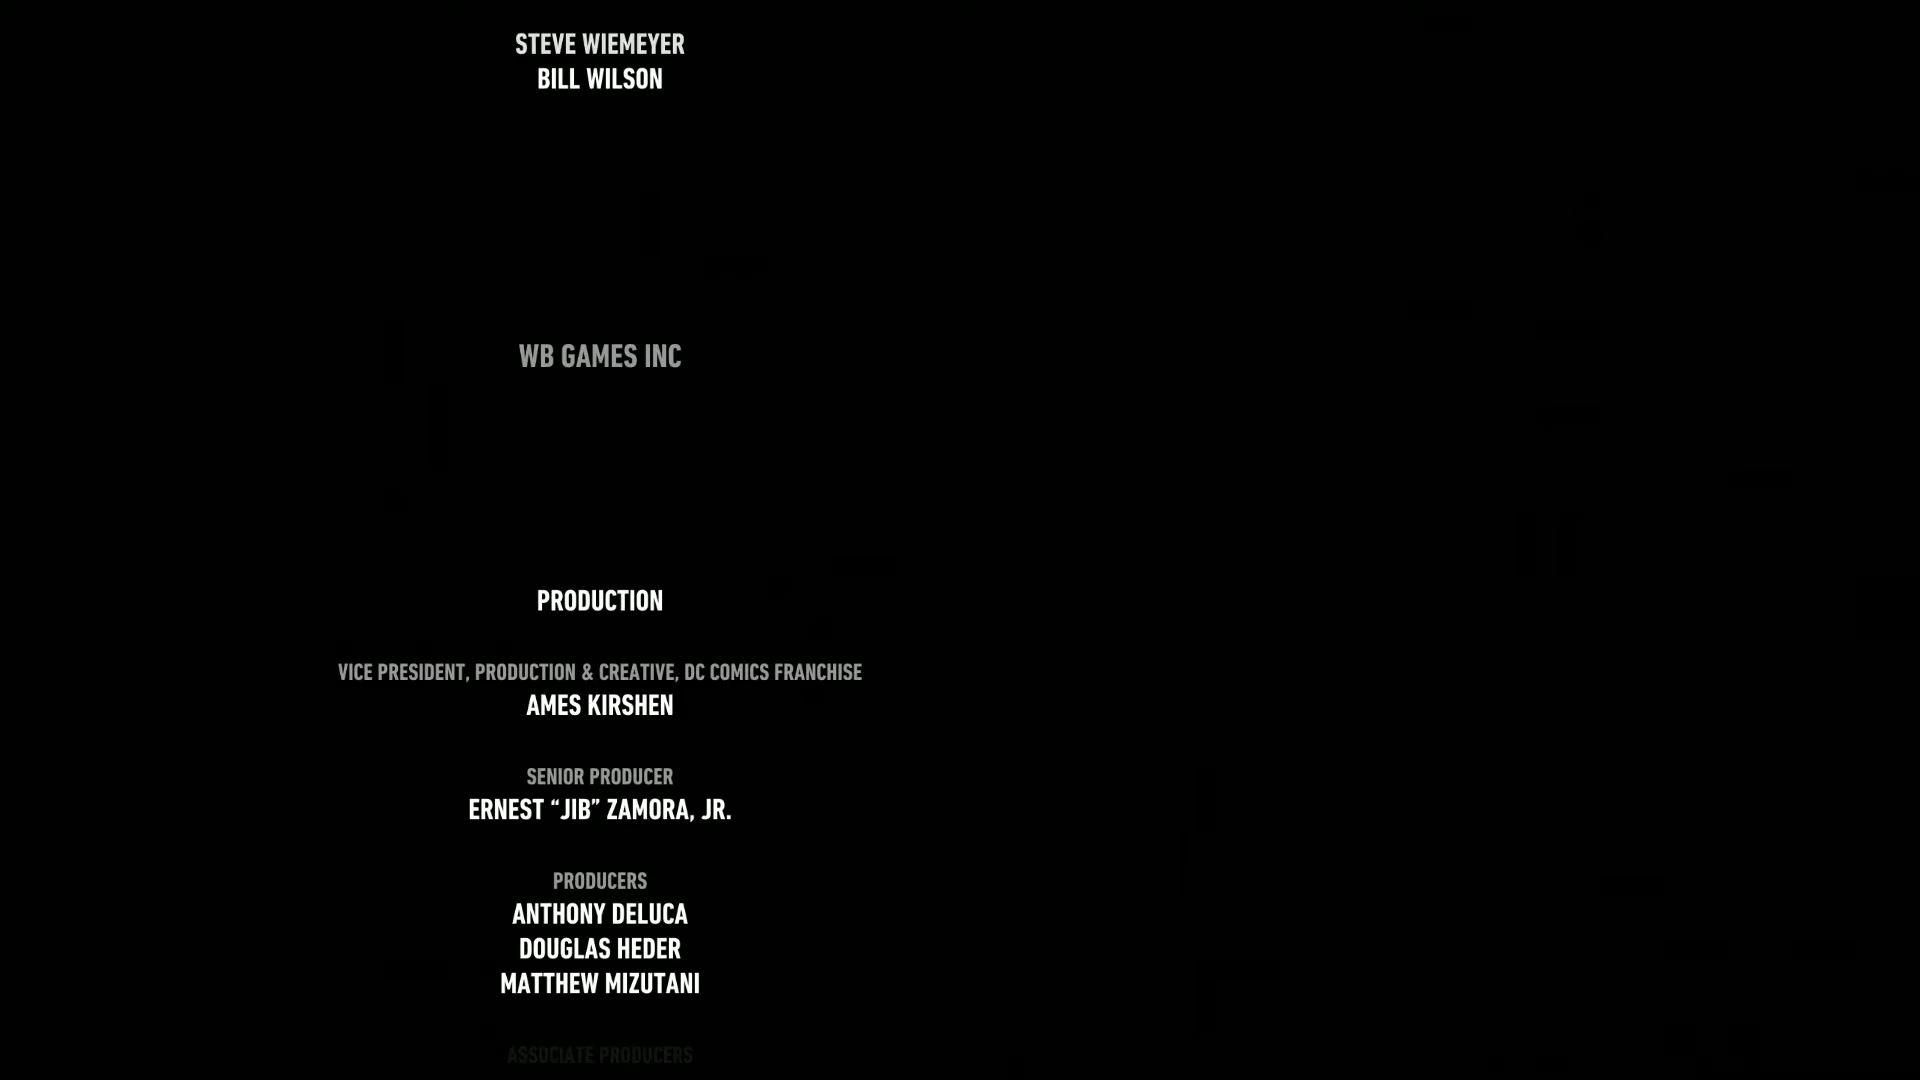 STEVE WIEMEYER
BILL WILSON
WB GAMES INC
PRODUCTION
VICE PRESIDENT, PRODUCTION & CREATIVE, DC COMICS FRANCHISE
AMES KIRSHEN
SENIOR PRODUCER
ERNEST “JIB” ZAMORA, JR.
PRODUCERS
ANTHONY DELUCA
DOUGLAS HEDER
MATTHEW MIZUTANI
ASSOCIATE PRODUCERS